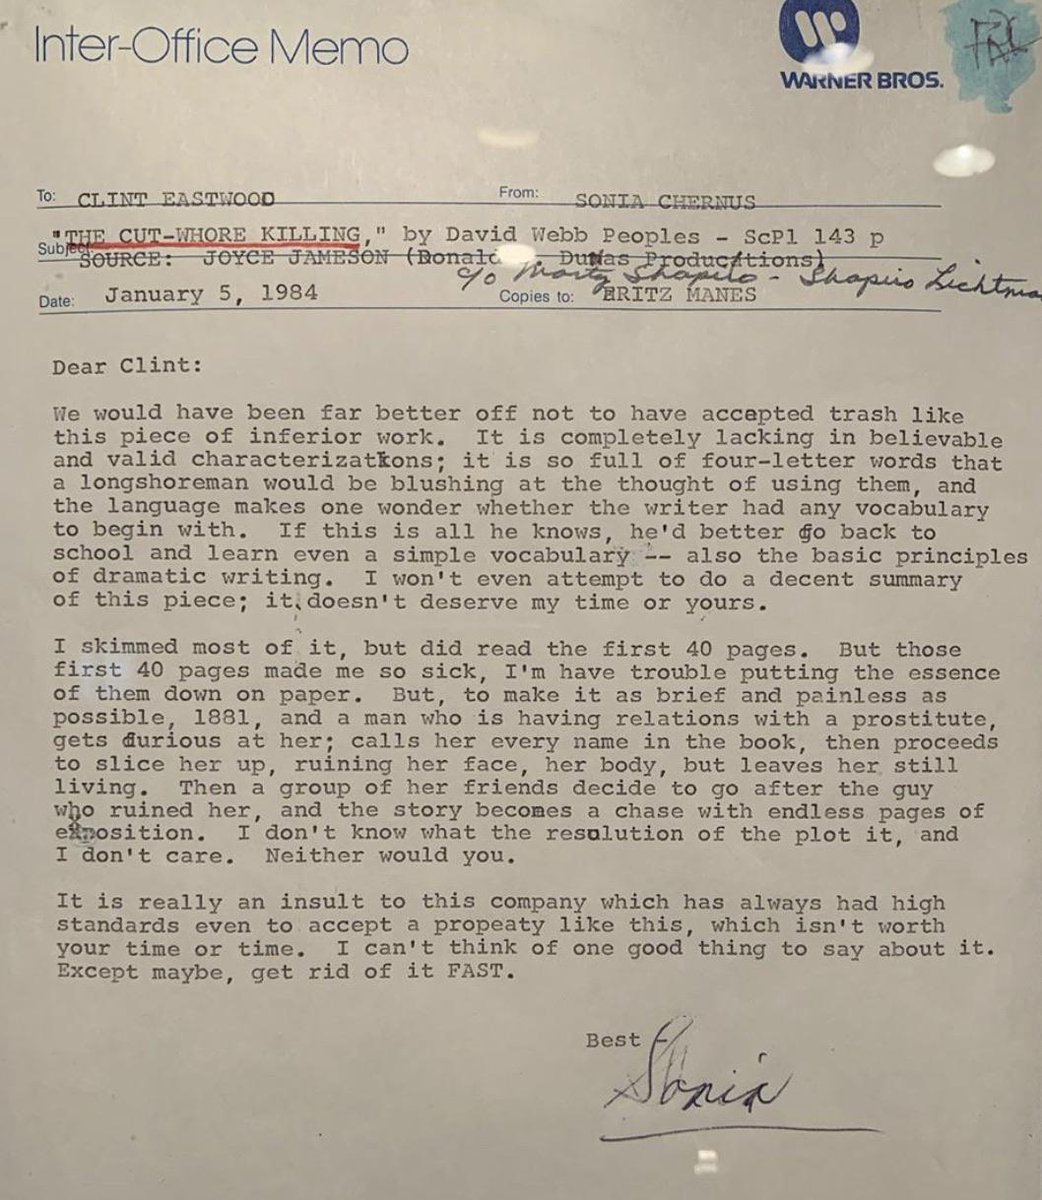 Inter-Office Memo
WARNER BROS.
To: CLINT EASTWOOD From: SONIA CHERNUS
Subject "THE CUT-WHORE KILLING," by David Webb Peoples - ScPl 143 p
SOURCE: JOYCE JAMESON (Ronald Productions)
c/o Marty Shapiro - Shapiro Lichtman
Date: January 5, 1984 Copies to: FRITZ MANES
Dear Clint:
We would have been far better off not to have accepted trash like
this piece of inferior work. It is completely lacking in believable
and valid characterizations; it is so full of four-letter words that
a longshoreman would be blushing at the thought of using them, and
the language makes one wonder whether the writer had any vocabulary
to begin with. If this is all he knows, he'd better go back to
school and learn even a simple vocabulary -- also the basic principles
of dramatic writing. I won't even attempt to do a decent summary
of this piece; it doesn't deserve my time or yours.
I skimmed most of it, but did read the first 40 pages. But those
first 40 pages made me so sick, I'm have trouble putting the essence
of them down on paper. But, to make it as brief and painless as
possible, 1881, and a man who is having relations with a prostitute,
gets furious at her; calls her every name in the book, then proceeds
to slice her up, ruining her face, her body, but leaves her still
living. Then a group of her friends decide to go after the guy
who ruined her, and the story becomes a chase with endless pages of
exposition. I don't know what the resolution of the plot it, and
I don't care. Neither would you.
It is really an insult to this company which has always had high
standards even to accept a propeaty like this, which isn't worth
your time or time. I can't think of one good thing to say about it.
Except maybe, get rid of it FAST.
Best -
Sonia